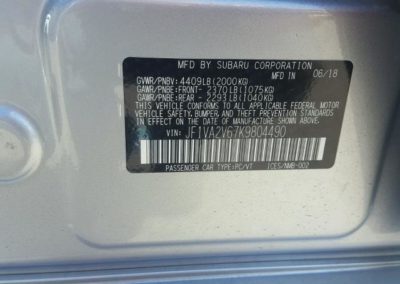 MFD BY SUBARU CORPORATION
MFD IN 06/18
GVWR/PNBV: 4409LB (2000KG)
GAWR/PNBE: FRONT - 2370LB (1075KG)
GAWR/PNBE: REAR - 2293LB (1040KG)
THIS VEHICLE CONFORMS TO ALL APPLICABLE FEDERAL MOTOR
VEHICLE SAFETY, BUMPER, AND THEFT PREVENTION STANDARDS
IN EFFECT ON THE DATE OF MANUFACTURE SHOWN ABOVE
VIN: JF1VA2V67K9804490
PASSENGER CAR TYPE:PC/VT ICES/NMB-002